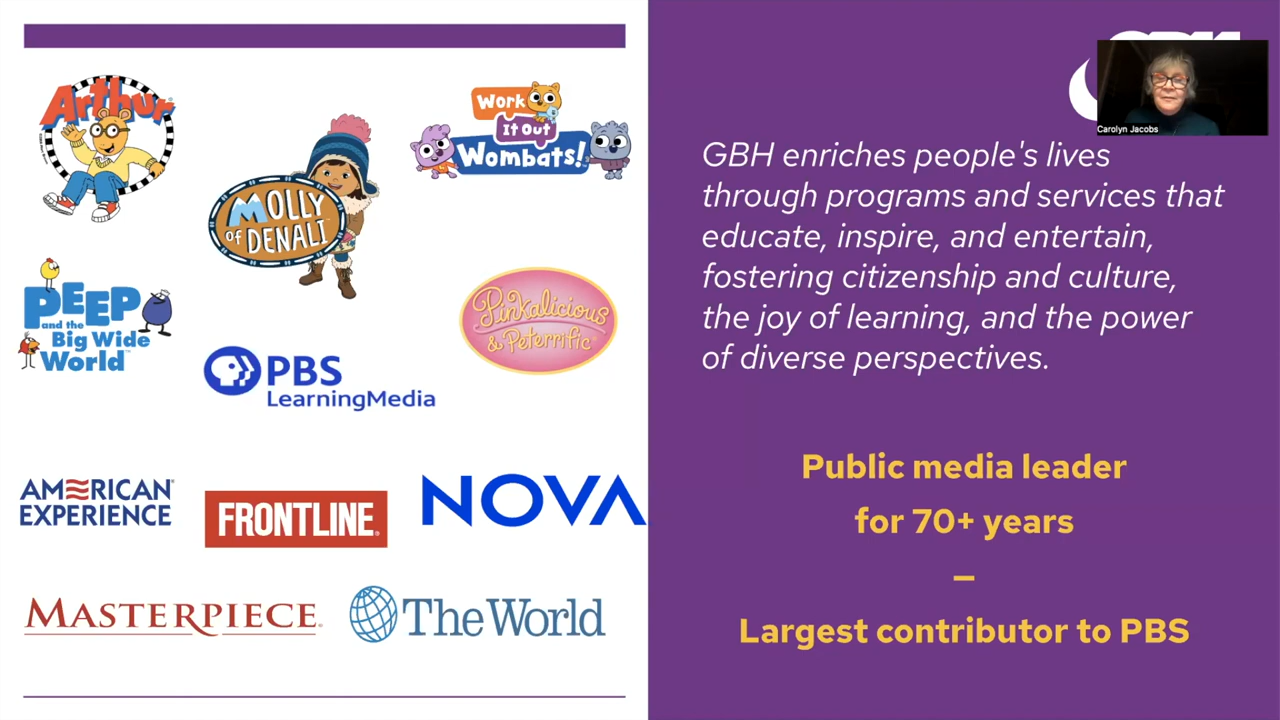 Arthur
MOLLY
of DENALI
Work
It Out
Wombats!
PEEP
and the
Big Wide
World
Pinkalicious
& Peterrific
PBS
LearningMedia
AMERICAN
EXPERIENCE
FRONTLINE
NOVA
MASTERPIECE
The World
Carolyn Jacobs
GBH enriches people's lives
through programs and services that
educate, inspire, and entertain,
fostering citizenship and culture,
the joy of learning, and the power
of diverse perspectives.
Public media leader
for 70+ years
–
Largest contributor to PBS